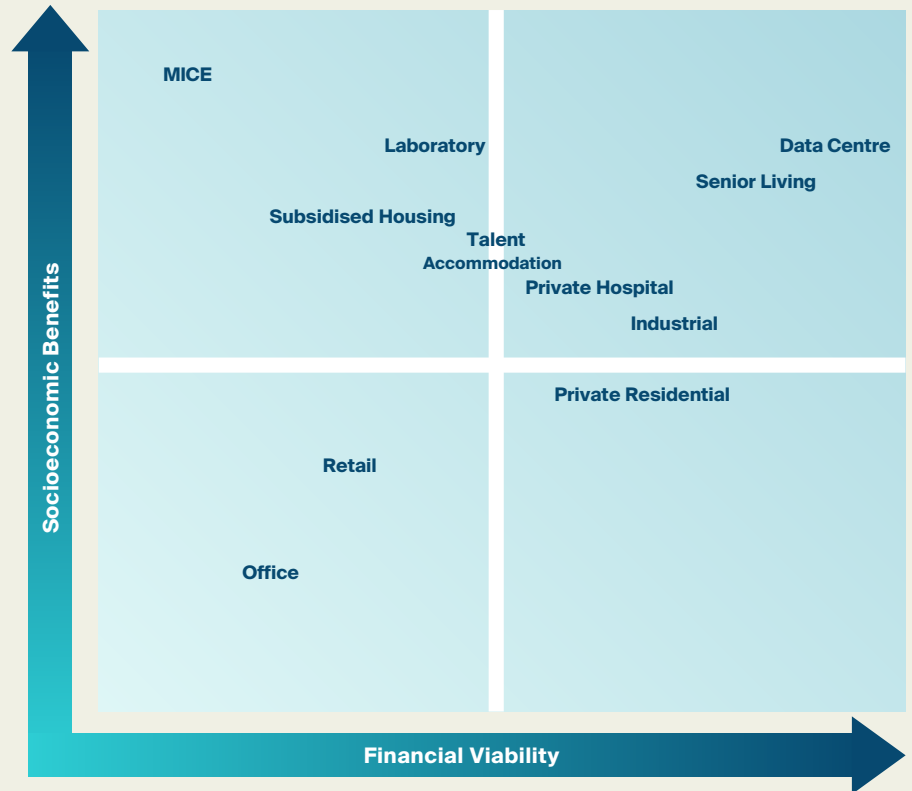 Socioeconomic Benefits
MICE
Laboratory
Data Centre
Senior Living
Subsidised Housing
Talent
Accommodation
Private Hospital
Industrial
Private Residential
Retail
Office
Financial Viability